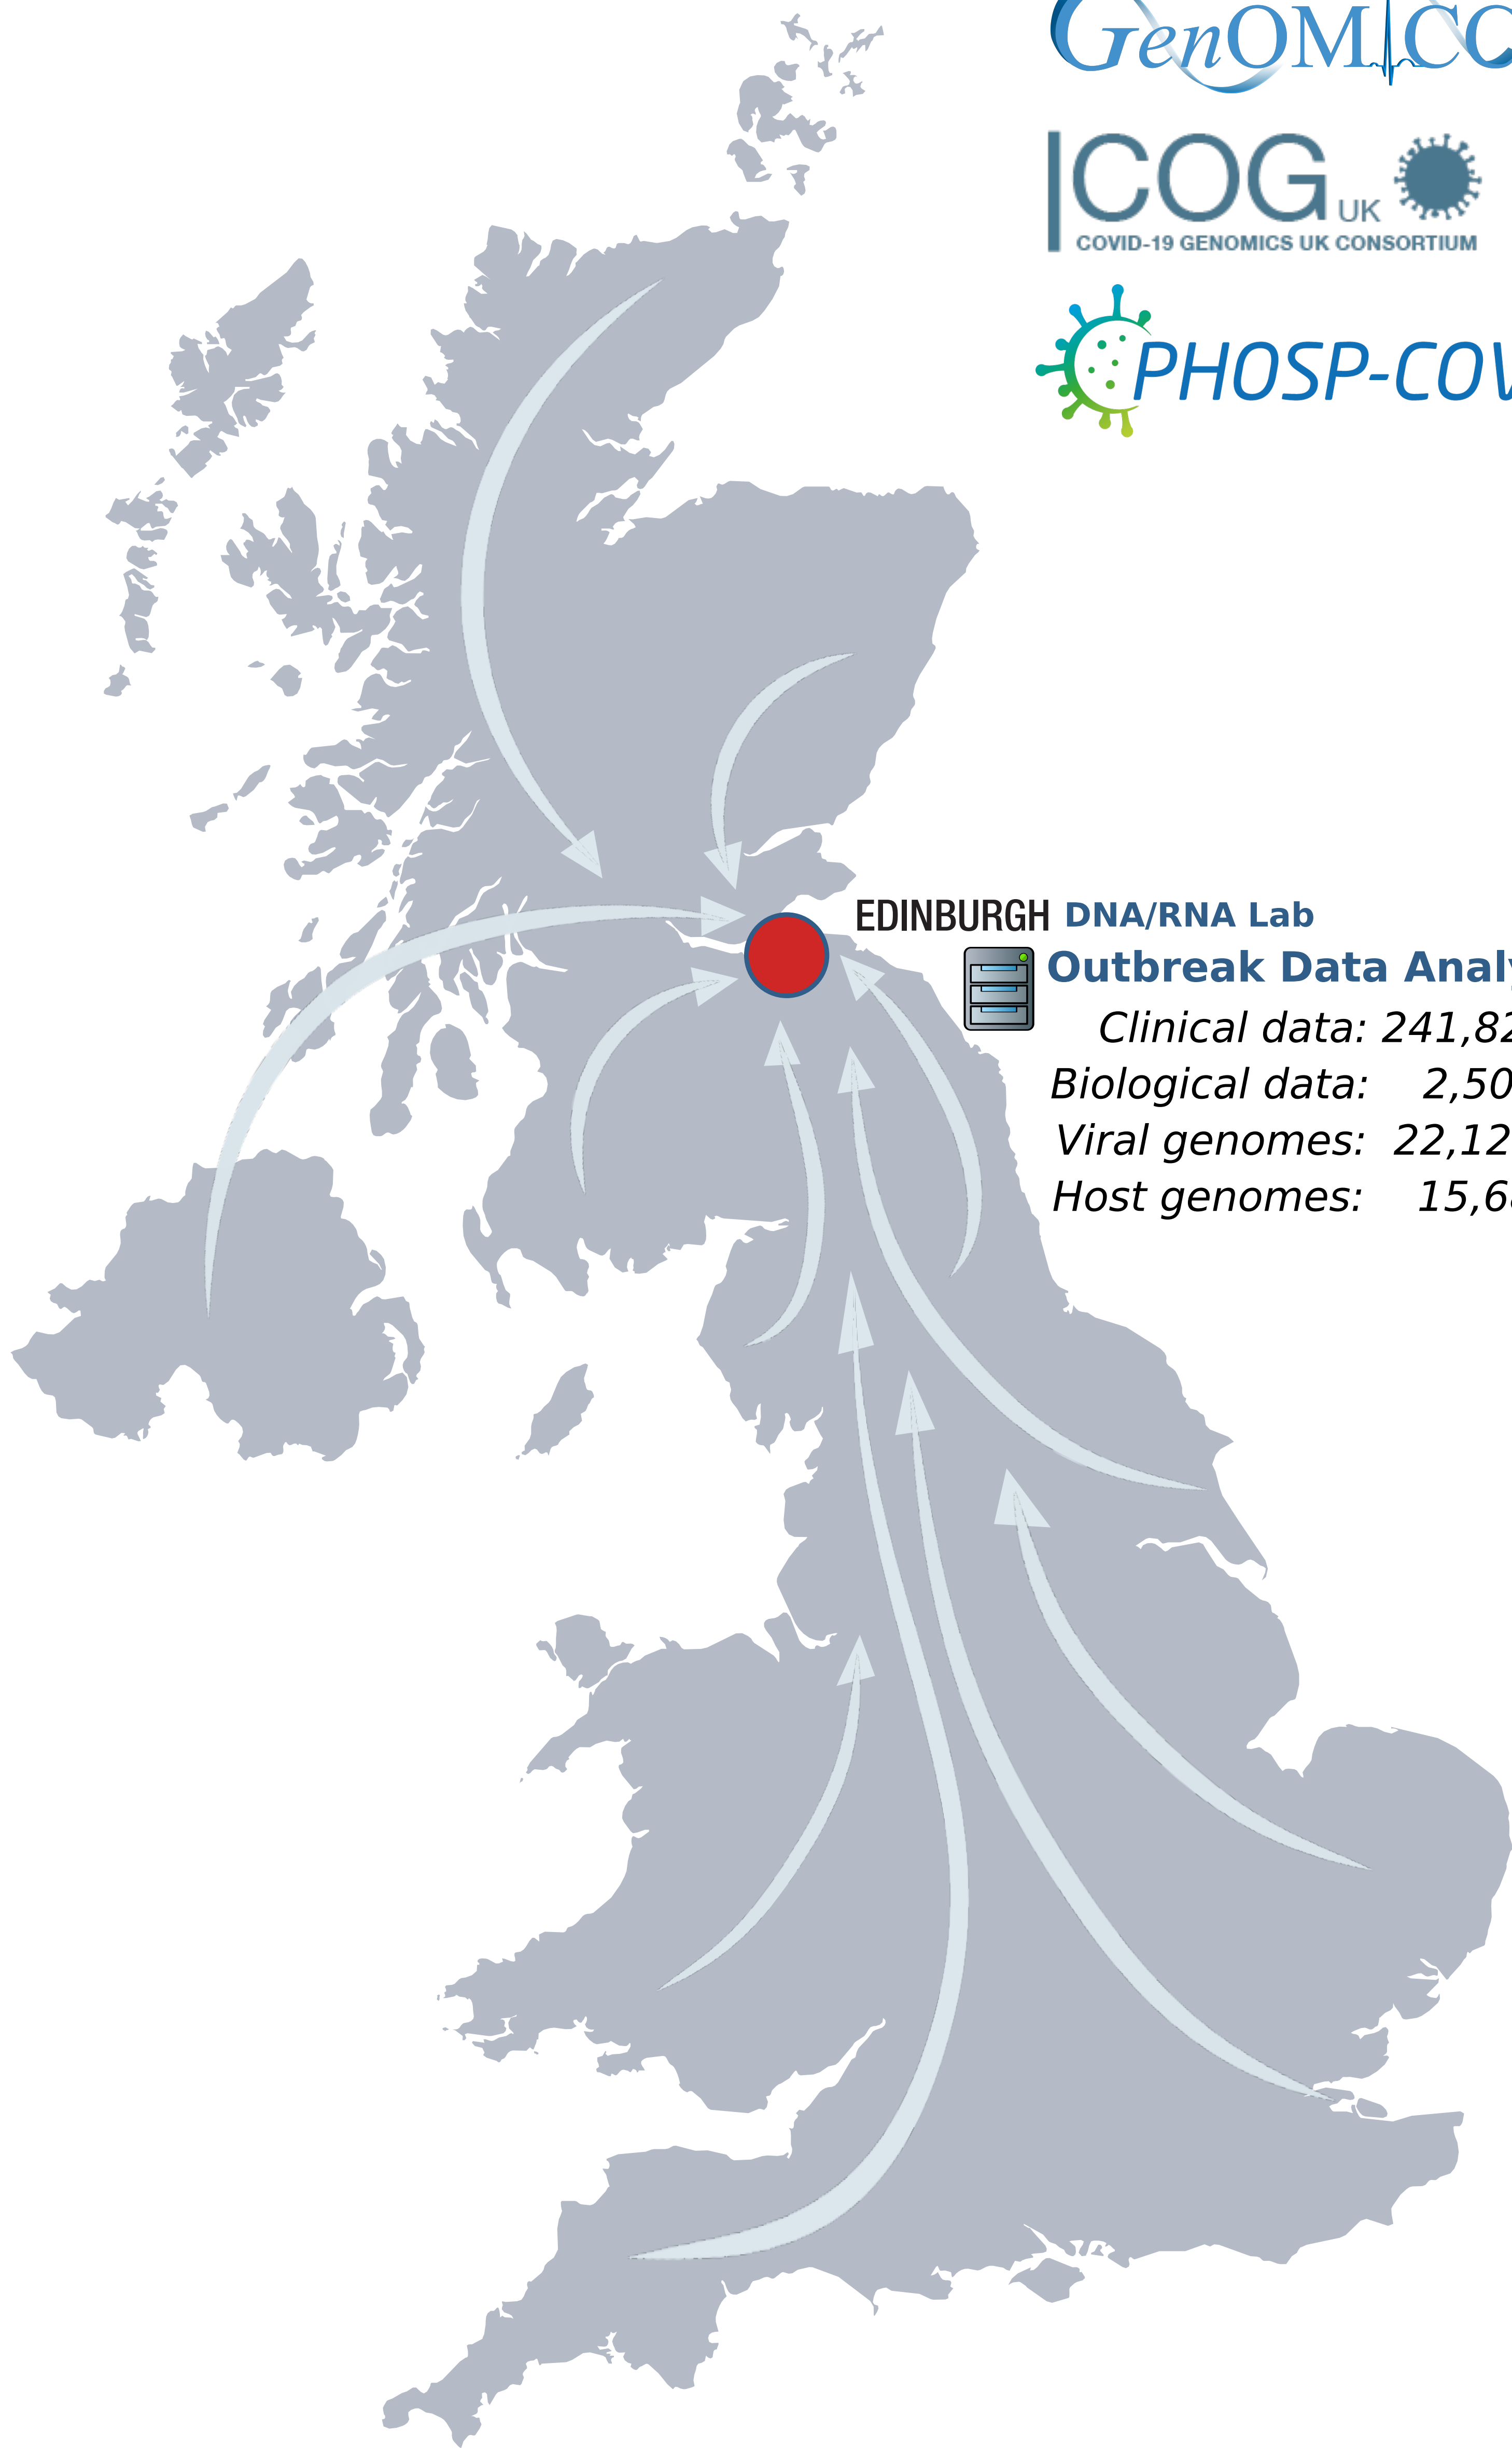 GenOMICC
COG UK
COVID-19 GENOMICS UK CONSORTIUM
PHOSP-COV
EDINBURGH DNA/RNA Lab
Outbreak Data Analy
Clinical data: 241,82
Biological data: 2,50
Viral genomes: 22,12
Host genomes: 15,6